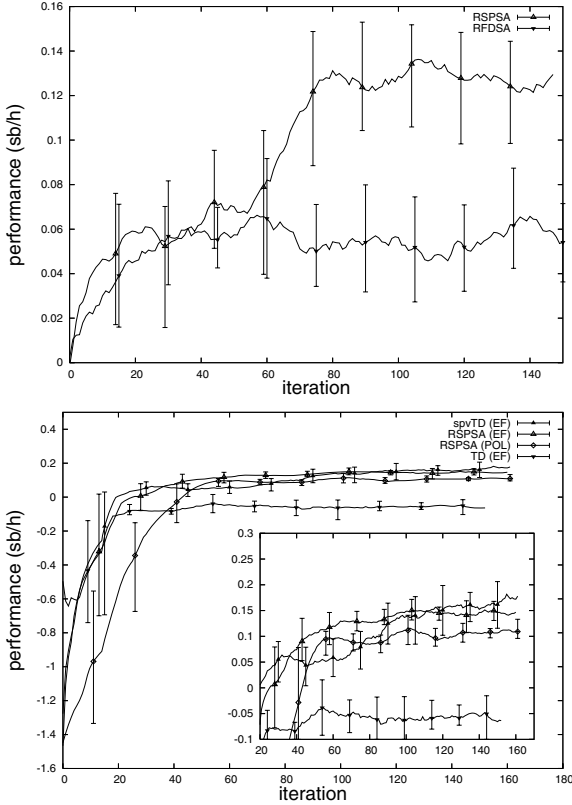 0.16
0.14
0.12
0.1
0.08
0.06
0.04
0.02
0
performance (sb/h)
RSPSA
RFDSA
0 20 40 60 80 100 120 140
iteration
0.4
0.2
0
-0.2
-0.4
-0.6
-0.8
-1
-1.2
-1.4
-1.6
performance (sb/h)
spvTD (EF)
RSPSA (EF)
RSPSA (POL)
TD (EF)
0.3
0.25
0.2
0.15
0.1
0.05
0
-0.05
-0.1
20 40 60 80 100 120 140 160
0 20 40 60 80 100 120 140 160 180
iteration